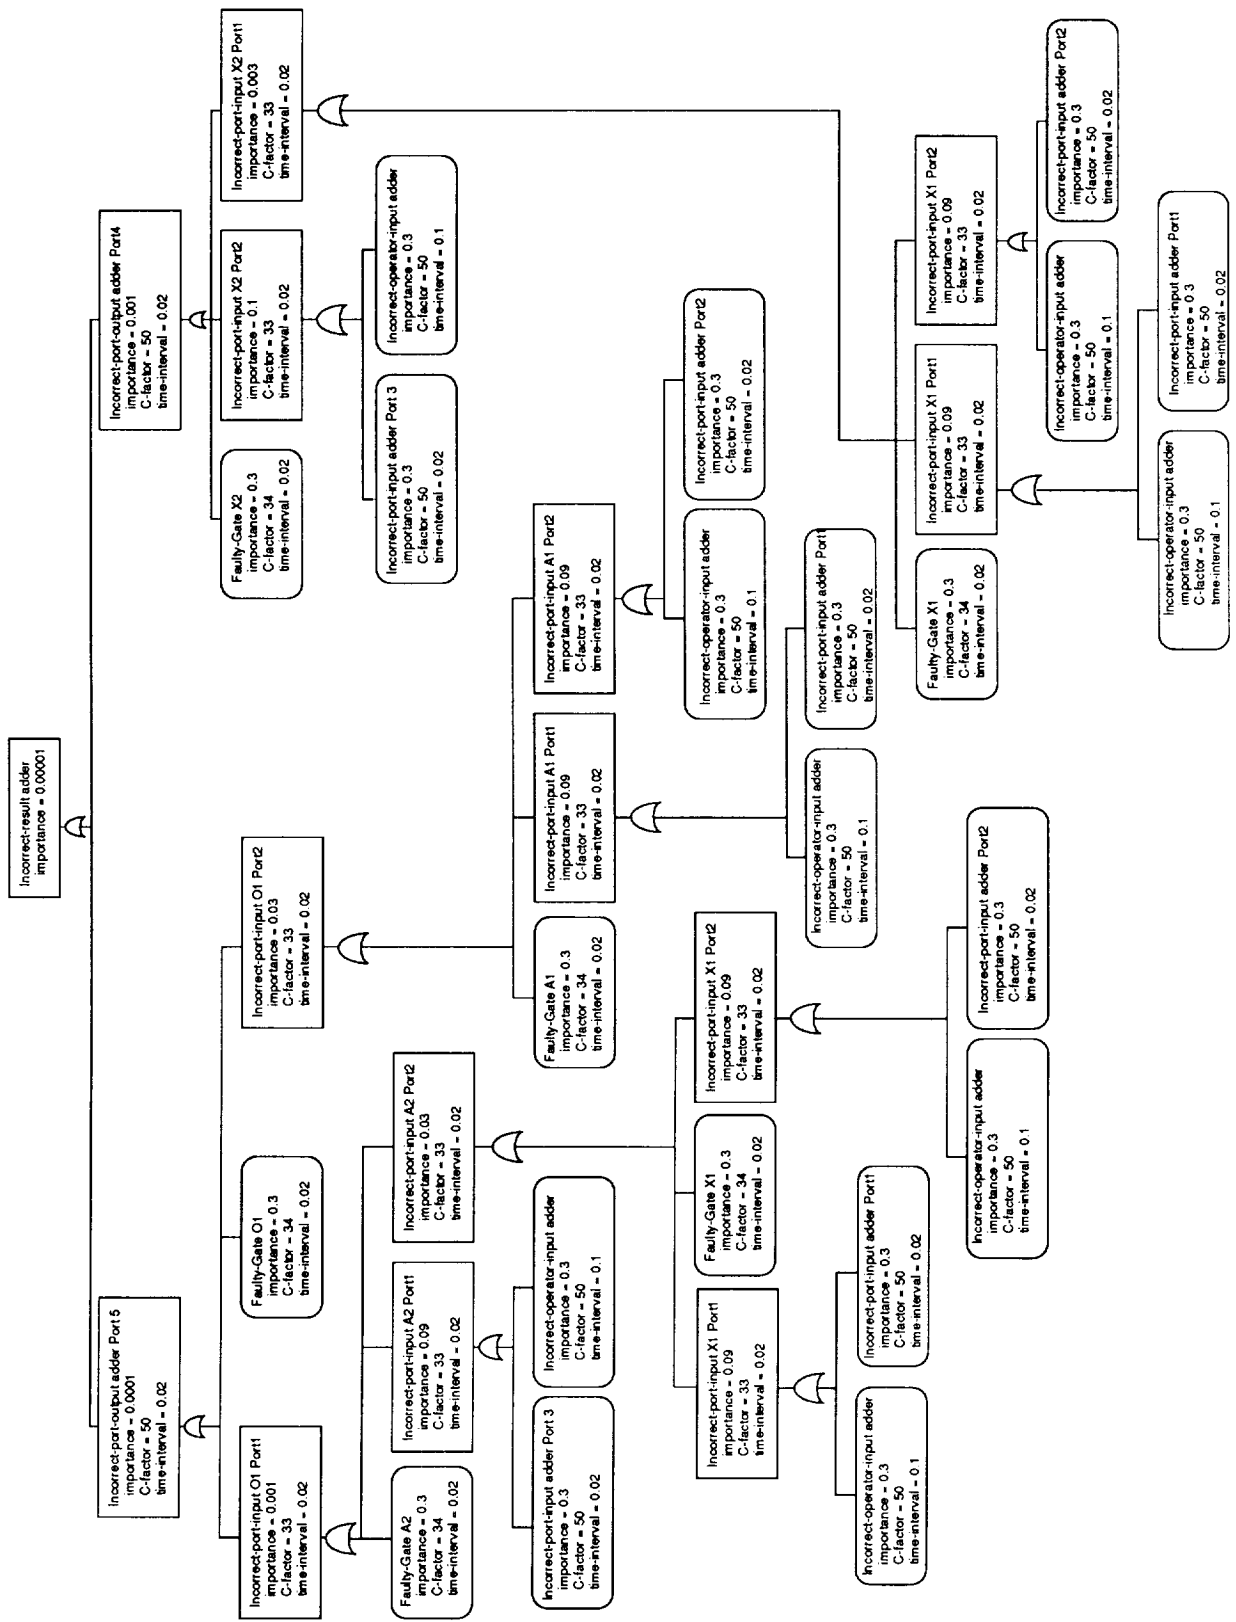 Incorrect-result adder
importance = 0.00001
Incorrect-port-output adder Port 5
importance = 0.0001
C-factor = 50
time-interval = 0.02
Incorrect-port-output adder Port4
importance = 0.001
C-factor = 50
time-interval = 0.02
Incorrect-port-input O1 Port1
importance = 0.001
C-factor = 33
time-interval = 0.02
Faulty-Gate O1
importance = 0.3
C-factor = 34
time-interval = 0.02
Incorrect-port-input O1 Port2
importance = 0.03
C-factor = 33
time-interval = 0.02
Faulty-Gate X2
importance = 0.3
C-factor = 34
time-interval = 0.02
Incorrect-port-input X2 Port2
importance = 0.1
C-factor = 33
time-interval = 0.02
Incorrect-port-input X2 Port1
importance = 0.003
C-factor = 33
time-interval = 0.02
Faulty-Gate A2
importance = 0.3
C-factor = 34
time-interval = 0.02
Incorrect-port-input A2 Port1
importance = 0.09
C-factor = 33
time-interval = 0.02
Incorrect-port-input A2 Port2
importance = 0.03
C-factor = 33
time-interval = 0.02
Incorrect-port-input adder Port 3
importance = 0.3
C-factor = 50
time-interval = 0.02
Incorrect-operator-input adder
importance = 0.3
C-factor = 50
time-interval = 0.1
Incorrect-port-input adder Port 3
importance = 0.3
C-factor = 50
time-interval = 0.02
Incorrect-operator-input adder
importance = 0.3
C-factor = 50
time-interval = 0.1
Faulty-Gate A1
importance = 0.3
C-factor = 34
time-interval = 0.02
Incorrect-port-input A1 Port1
importance = 0.09
C-factor = 33
time-interval = 0.02
Incorrect-port-input A1 Port2
importance = 0.09
C-factor = 33
time-interval = 0.02
Incorrect-port-input X1 Port1
importance = 0.09
C-factor = 33
time-interval = 0.02
Faulty-Gate X1
importance = 0.3
C-factor = 34
time-interval = 0.02
Incorrect-port-input X1 Port2
importance = 0.09
C-factor = 33
time-interval = 0.02
Incorrect-operator-input adder
importance = 0.3
C-factor = 50
time-interval = 0.1
Incorrect-port-input adder Port2
importance = 0.3
C-factor = 50
time-interval = 0.02
Incorrect-operator-input adder
importance = 0.3
C-factor = 50
time-interval = 0.1
Incorrect-port-input adder Port1
importance = 0.3
C-factor = 50
time-interval = 0.02
Incorrect-operator-input adder
importance = 0.3
C-factor = 50
time-interval = 0.1
Incorrect-port-input adder Port1
importance = 0.3
C-factor = 50
time-interval = 0.02
Faulty-Gate X1
importance = 0.3
C-factor = 34
time-interval = 0.02
Incorrect-port-input X1 Port1
importance = 0.09
C-factor = 33
time-interval = 0.02
Incorrect-port-input X1 Port2
importance = 0.09
C-factor = 33
time-interval = 0.02
Incorrect-operator-input adder
importance = 0.3
C-factor = 50
time-interval = 0.1
Incorrect-port-input adder Port2
importance = 0.3
C-factor = 50
time-interval = 0.02
Incorrect-operator-input adder
importance = 0.3
C-factor = 50
time-interval = 0.1
Incorrect-port-input adder Port2
importance = 0.3
C-factor = 50
time-interval = 0.02
Incorrect-operator-input adder
importance = 0.3
C-factor = 50
time-interval = 0.1
Incorrect-port-input adder Port1
importance = 0.3
C-factor = 50
time-interval = 0.02